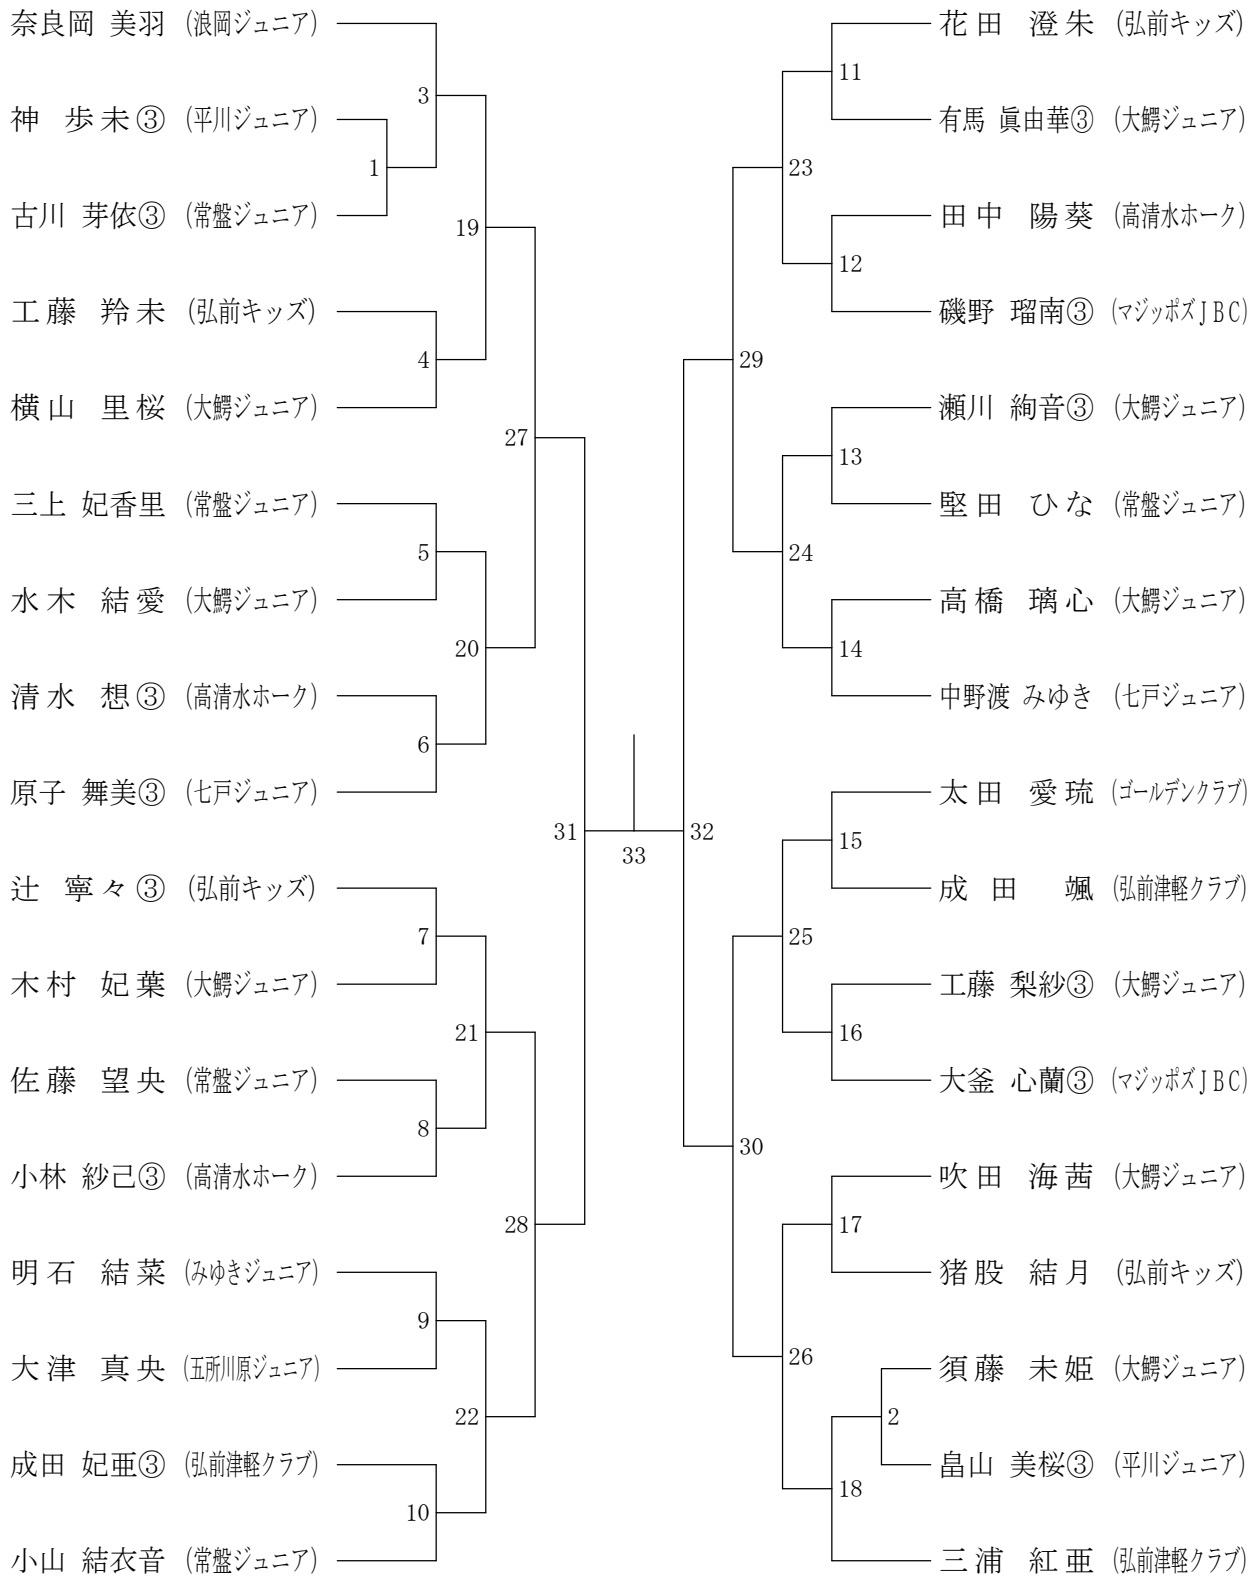 奈良岡 美羽 (浪岡ジュニア)
3
神 歩未③ (平川ジュニア)
1
古川 芽依③ (常盤ジュニア)
19
工藤 羚未 (弘前キッズ)
4
横山 里桜 (大鰐ジュニア)
27
三上 妃香里 (常盤ジュニア)
5
水木 結愛 (大鰐ジュニア)
20
清水 想③ (高清水ホーク)
6
原子 舞美③ (七戸ジュニア)
31
辻 寧々③ (弘前キッズ)
7
木村 妃葉 (大鰐ジュニア)
21
佐藤 望央 (常盤ジュニア)
8
小林 紗己③ (高清水ホーク)
28
明石 結菜 (みゆきジュニア)
9
大津 真央 (五所川原ジュニア)
22
成田 妃亜③ (弘前津軽クラブ)
10
小山 結衣音 (常盤ジュニア)
33
花田 澄朱 (弘前キッズ)
11
有馬 眞由華③ (大鰐ジュニア)
23
田中 陽葵 (高清水ホーク)
12
磯野 瑠南③ (マジッポズJBC)
29
瀬川 絢音③ (大鰐ジュニア)
13
堅田 ひな (常盤ジュニア)
24
高橋 璃心 (大鰐ジュニア)
14
中野渡 みゆき (七戸ジュニア)
32
太田 愛琉 (ゴールデンクラブ)
15
成田 颯 (弘前津軽クラブ)
25
工藤 梨紗③ (大鰐ジュニア)
16
大釜 心蘭③ (マジッポズJBC)
30
吹田 海茜 (大鰐ジュニア)
17
猪股 結月 (弘前キッズ)
26
須藤 未姫 (大鰐ジュニア)
2
畠山 美桜③ (平川ジュニア)
18
三浦 紅亜 (弘前津軽クラブ)